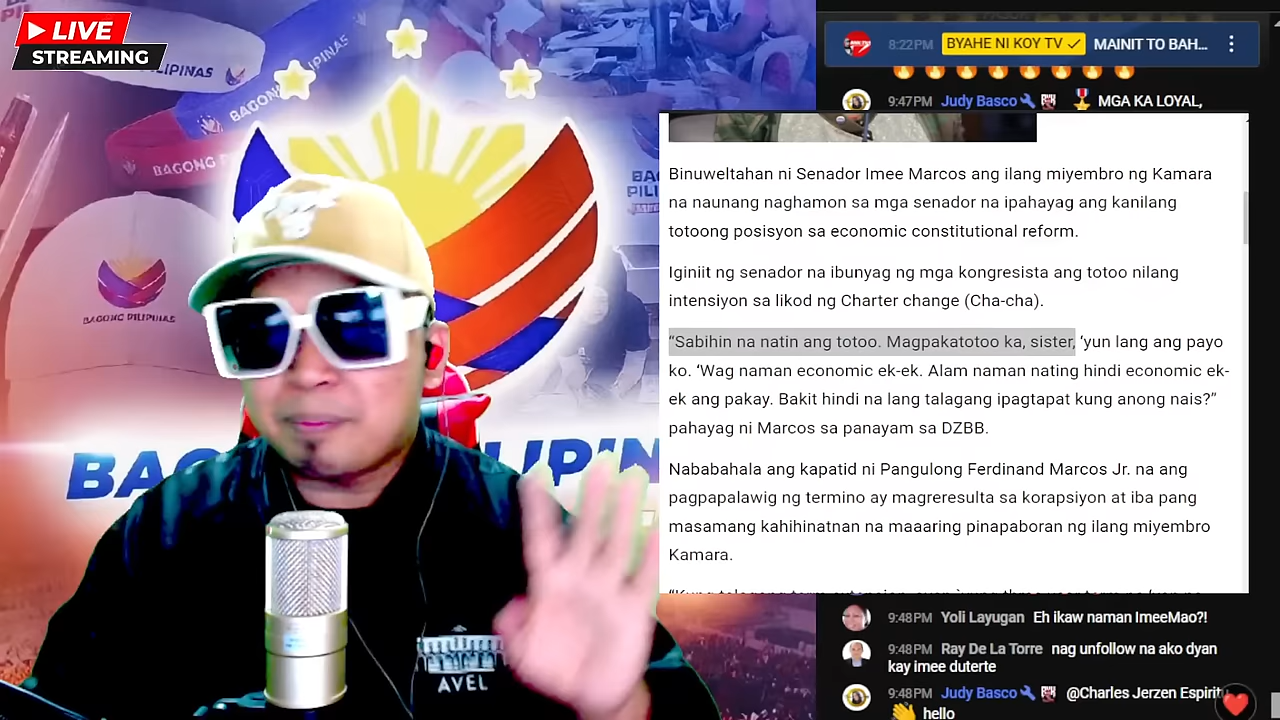 LIVE
STREAMING
PILIPINAS
BAGONG PILIPINAS
BAGONG
BAGONG PILIPINAS
AVEL
8:22PM BYAHE NI KOY TV MAINIT TO BAH...
9:47PM Judy Basco MGA KA LOYAL,
Binuweltahan ni Senador Imee Marcos ang ilang miyembro ng Kamara
na naunang naghamon sa mga senador na ipahayag ang kanilang
totoong posisyon sa economic constitutional reform.
Iginiit ng senador na ibunyag ng mga kongresista ang totoo nilang
intensiyon sa likod ng Charter change (Cha-cha).
“Sabihin na natin ang totoo. Magpakatotoo ka, sister, ‘yun lang ang payo
ko. ‘Wag naman economic ek-ek. Alam naman nating hindi economic ek-
ek ang pakay. Bakit hindi na lang talagang ipagtapat kung anong nais?”
pahayag ni Marcos sa panayam sa DZBB.
Nababahala ang kapatid ni Pangulong Ferdinand Marcos Jr. na ang
pagpapalawig ng termino ay magreresulta sa korapsiyon at iba pang
masamang kahihinatnan na maaaring pinapaboran ng ilang miyembro
Kamara.
9:48PM Yoli Layugan Eh ikaw naman ImeeMao?!
9:48PM Ray De La Torre nag unfollow na ako dyan
kay imee duterte
9:48PM Judy Basco @Charles Jerzen Espirit
hello